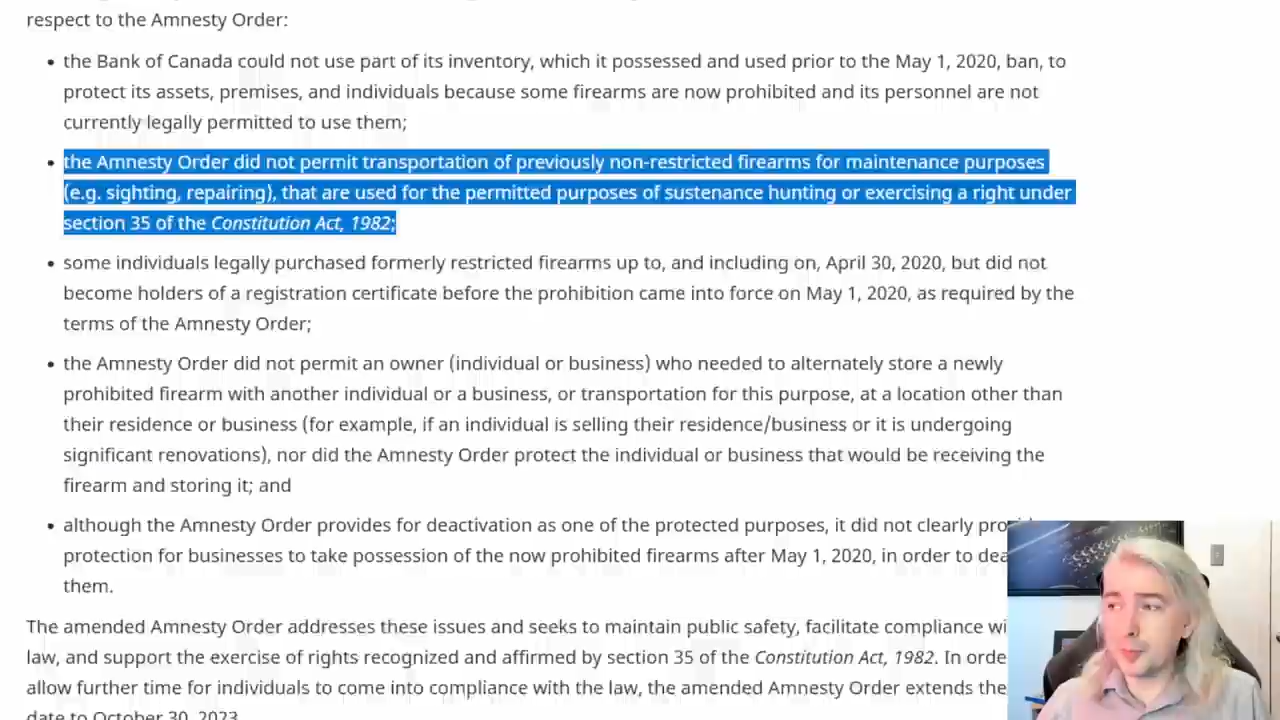 respect to the Amnesty Order:
• the Bank of Canada could not use part of its inventory, which it possessed and used prior to the May 1, 2020, ban, to
protect its assets, premises, and individuals because some firearms are now prohibited and its personnel are not
currently legally permitted to use them;
• the Amnesty Order did not permit transportation of previously non-restricted firearms for maintenance purposes
(e.g. sighting, repairing), that are used for the permitted purposes of sustenance hunting or exercising a right under
section 35 of the Constitution Act, 1982;
• some individuals legally purchased formerly restricted firearms up to, and including on, April 30, 2020, but did not
become holders of a registration certificate before the prohibition came into force on May 1, 2020, as required by the
terms of the Amnesty Order;
• the Amnesty Order did not permit an owner (individual or business) who needed to alternately store a newly
prohibited firearm with another individual or a business, or transportation for this purpose, at a location other than
their residence or business (for example, if an individual is selling their residence/business or it is undergoing
significant renovations), nor did the Amnesty Order protect the individual or business that would be receiving the
firearm and storing it; and
• although the Amnesty Order provides for deactivation as one of the protected purposes, it did not clearly
protection for businesses to take possession of the now prohibited firearms after May 1, 2020, in order to
them.
The amended Amnesty Order addresses these issues and seeks to maintain public safety, facilitate compliance
law, and support the exercise of rights recognized and affirmed by section 35 of the Constitution Act, 1982. In
allow further time for individuals to come into compliance with the law, the amended Amnesty Order extends the
date to October 30, 2023